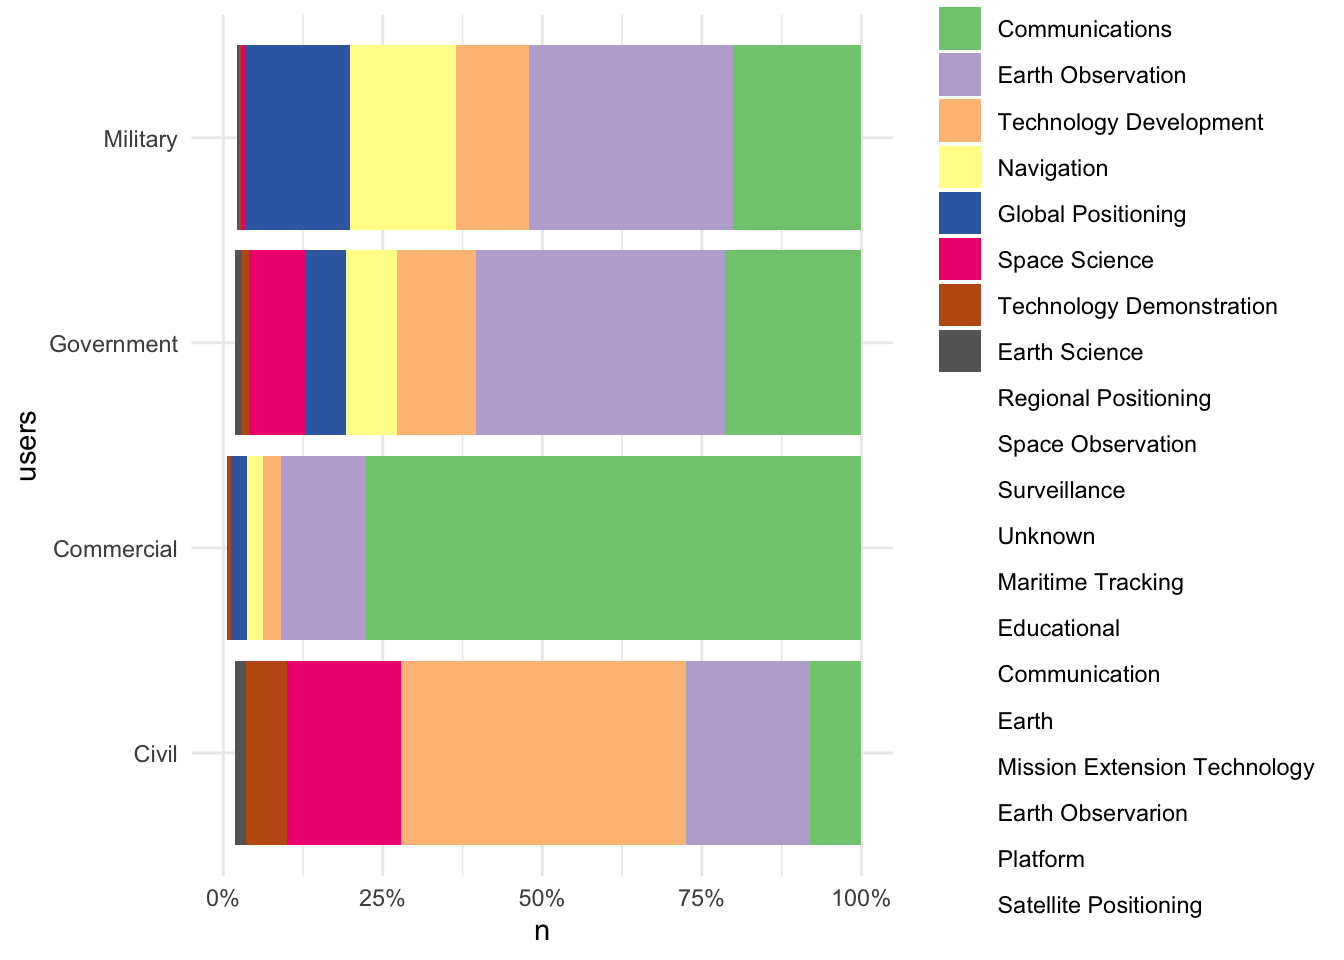 Military
Government
Commercial
Civil
users
0%
25%
50%
75%
100%
n
Communications
Earth Observation
Technology Development
Navigation
Global Positioning
Space Science
Technology Demonstration
Earth Science
Regional Positioning
Space Observation
Surveillance
Unknown
Maritime Tracking
Educational
Communication
Earth
Mission Extension Technology
Earth Observarion
Platform
Satellite Positioning